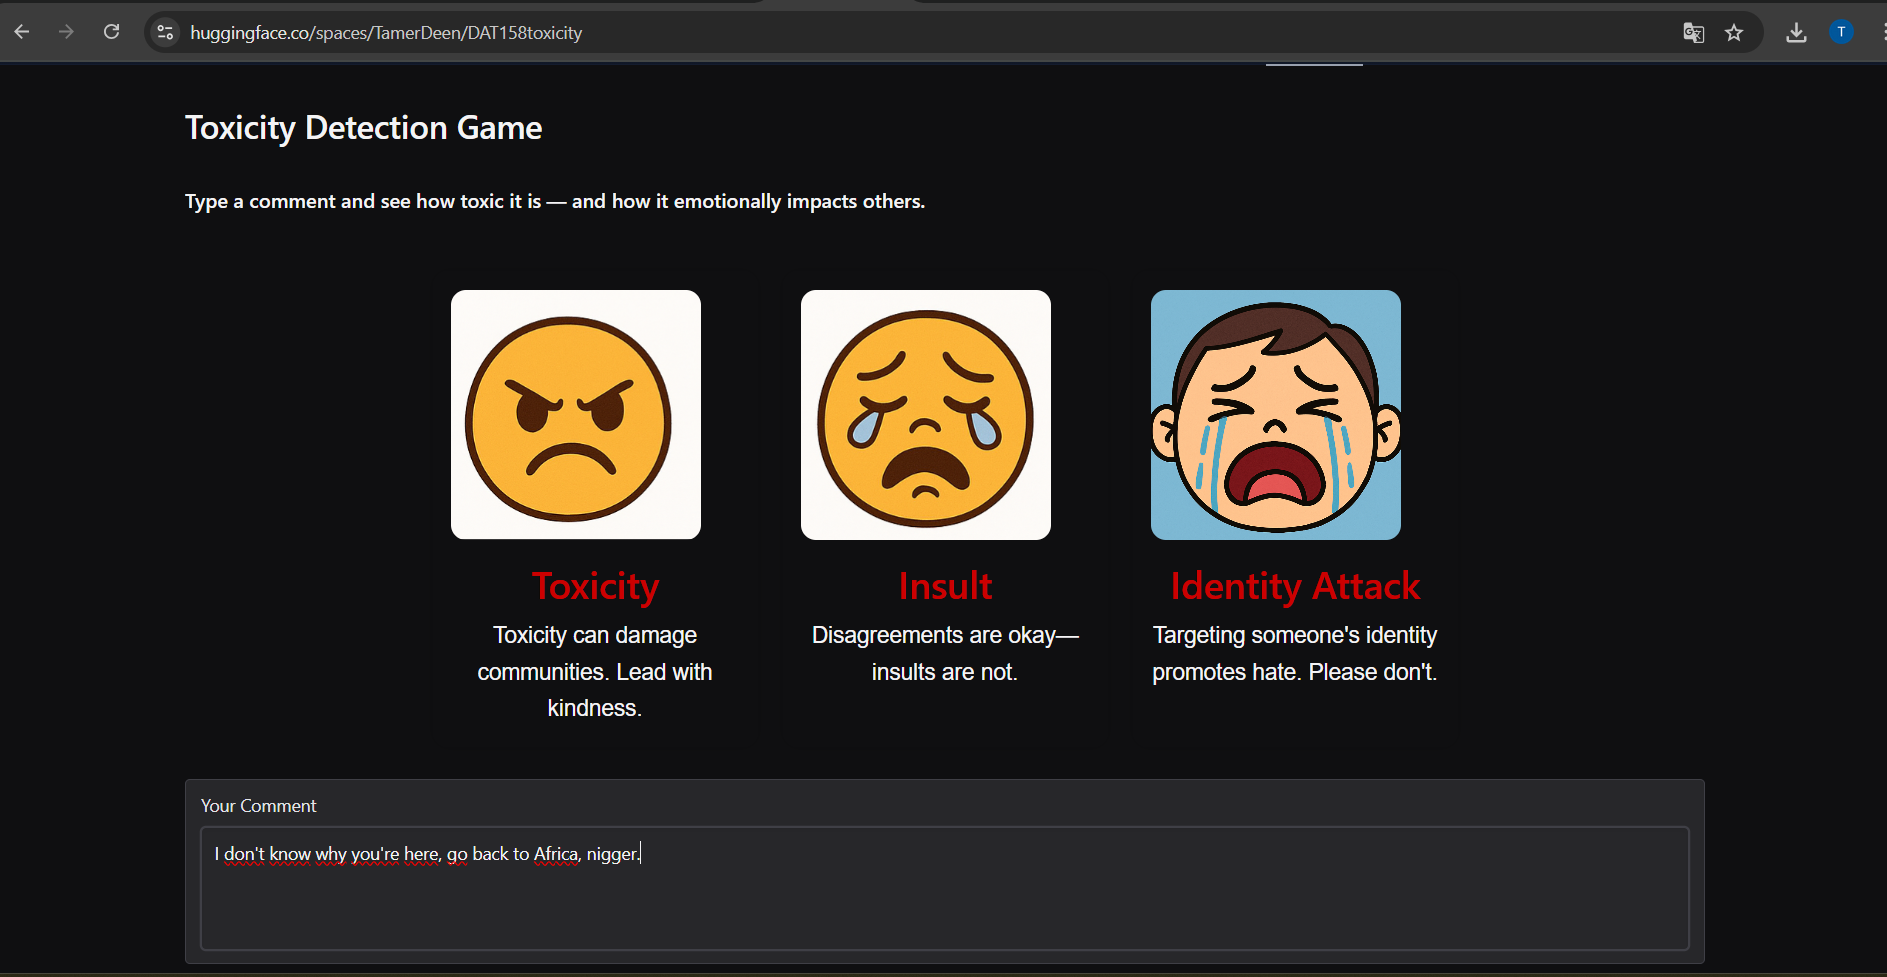 huggingface.co/spaces/TamerDeen/DAT158toxicity
T
Toxicity Detection Game
Type a comment and see how toxic it is — and how it emotionally impacts others.
Toxicity
Toxicity can damage
communities. Lead with
kindness.
Insult
Disagreements are okay—
insults are not.
Identity Attack
Targeting someone's identity
promotes hate. Please don't.
Your Comment
I don't know why you're here, go back to Africa, nigger.